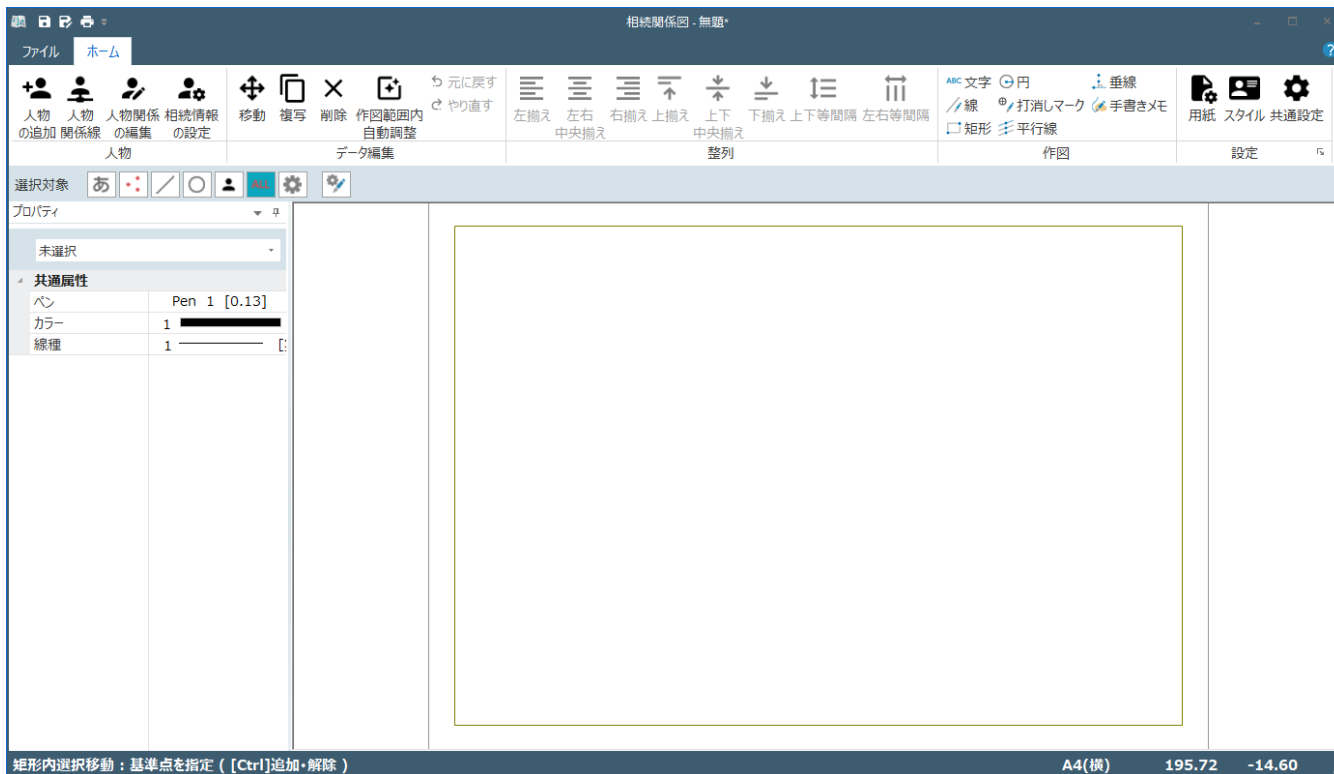 相続関係図 - 無題*
ファイル ホーム ?
人物の追加 人物関係線 人物関係の編集 相続情報の設定
人物
移動 複写 削除 作図範囲内自動調整 元に戻す やり直す
データ編集
左揃え 左右中央揃え 右揃え 上揃え 上下中央揃え 下揃え 上下等間隔 左右等間隔
整列
ABC 文字 円 垂線
線 打消しマーク 手書きメモ
矩形 平行線
作図
用紙 スタイル 共通設定
設定
選択対象 あ ALL
プロパティ
未選択
共通属性
ペン Pen 1 [0.13]
カラー 1
線種 1
矩形内選択移動 : 基準点を指定 ( [Ctrl]追加・解除 ) A4(横) 195.72 -14.60